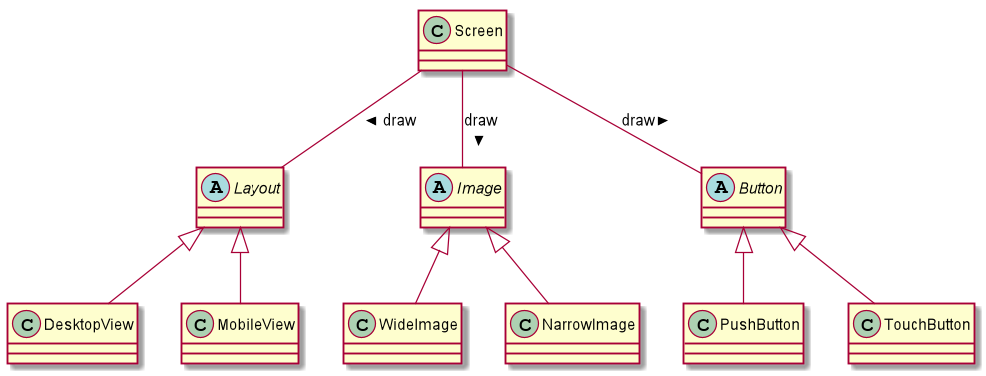 C Screen
draw
draw
draw
A Layout
A Image
A Button
C DesktopView
C MobileView
C WideImage
C NarrowImage
C PushButton
C TouchButton